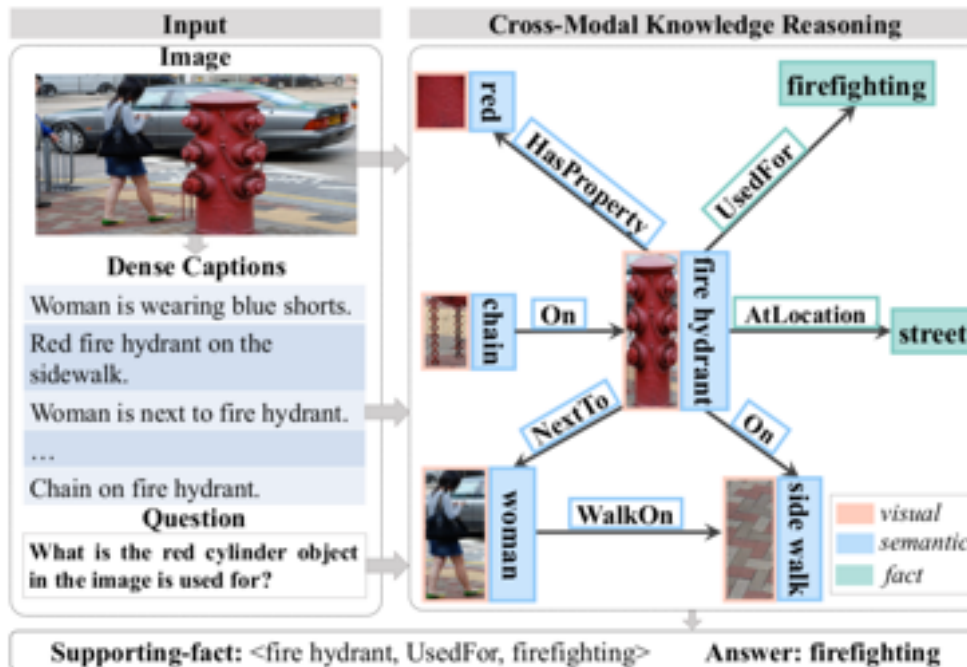 Input
Image
Dense Captions
Woman is wearing blue shorts.
Red fire hydrant on the
sidewalk.
Woman is next to fire hydrant.
…
Chain on fire hydrant.
Question
What is the red cylinder object
in the image is used for?
Cross-Modal Knowledge Reasoning
red
firefighting
HasProperty
UsedFor
chain
On
fire hydrant
AtLocation
street
NextTo
On
woman
WalkOn
side walk
visual
semantic
fact
Supporting-fact: <fire hydrant, UsedFor, firefighting> Answer: firefighting